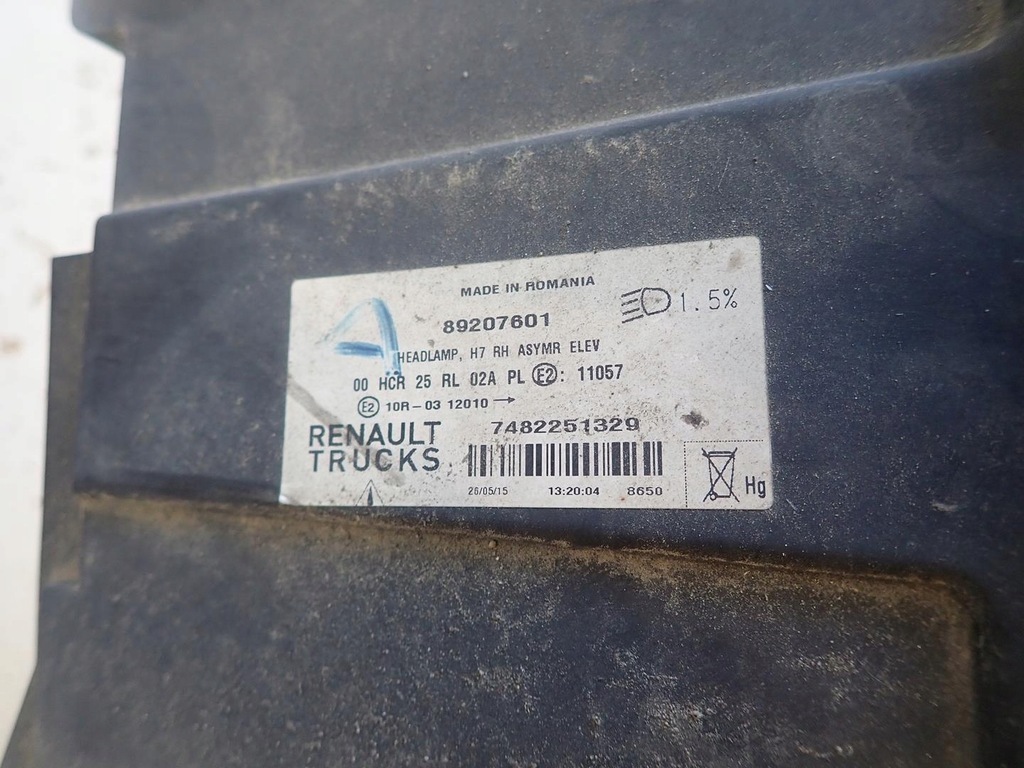 MADE IN ROMANIA
89207601
1.5%
HEADLAMP, H7 RH ASYMR ELEV
00 HCR 25 RL 02A PL E2: 11057
E2 10R-03 12010→
RENAULT
TRUCKS
7482251329
26/05/15 13:20:04 8650
Hg